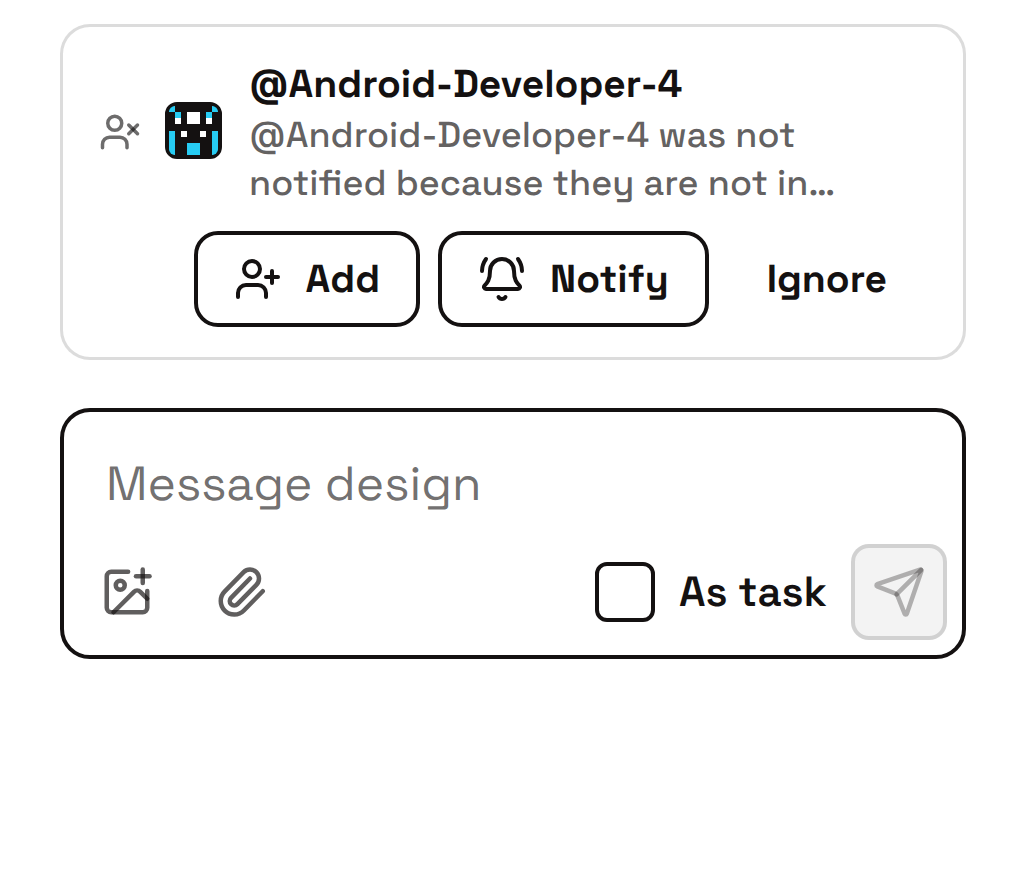 @Android-Developer-4
@Android-Developer-4 was not
notified because they are not in...
Add
Notify
Ignore
Message design
As task